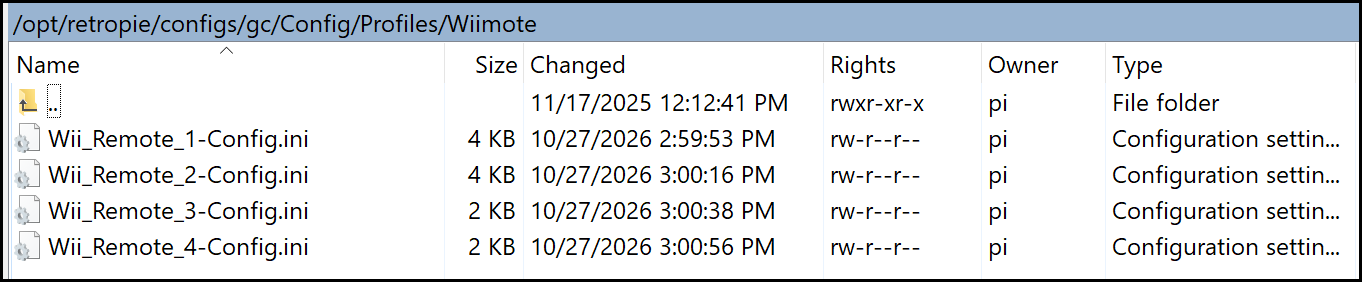 /opt/retropie/configs/gc/Config/Profiles/Wiimote
Name Size Changed Rights Owner Type
.. 11/17/2025 12:12:41 PM rwxr-xr-x pi File folder
Wii_Remote_1-Config.ini 4 KB 10/27/2026 2:59:53 PM rw-r--r-- pi Configuration settin...
Wii_Remote_2-Config.ini 4 KB 10/27/2026 3:00:16 PM rw-r--r-- pi Configuration settin...
Wii_Remote_3-Config.ini 2 KB 10/27/2026 3:00:38 PM rw-r--r-- pi Configuration settin...
Wii_Remote_4-Config.ini 2 KB 10/27/2026 3:00:56 PM rw-r--r-- pi Configuration settin...